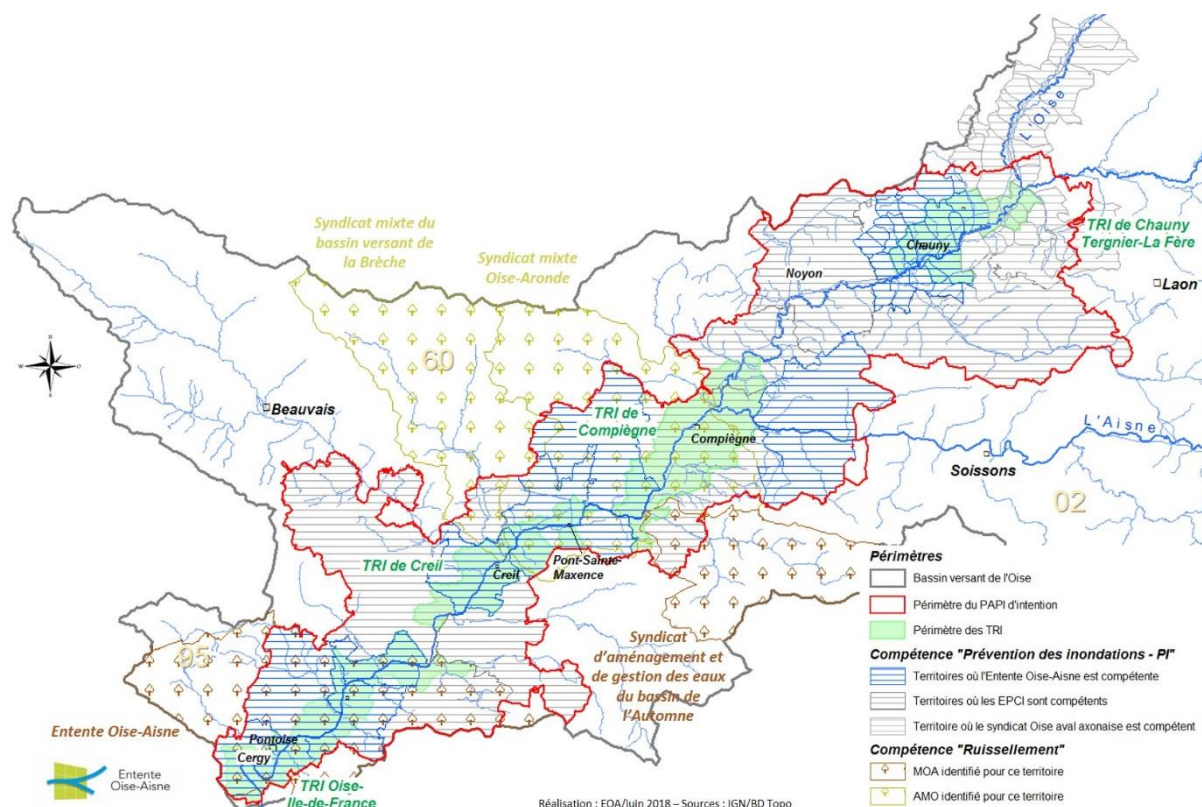 L'Oise
Syndicat mixte du
bassin versant de
la Brèche
Syndicat mixte
Oise-Aronde
TRI de Chauny
Tergnier-La Fère
Chauny
Noyon
Laon
N
W
O
S
60
Beauvais
TRI de
Compiègne
Compiègne
L'Aisne
Soissons
02
TRI de Creil
Creil
Pont-Sainte-
Maxence
95
Syndicat
d'aménagement et
de gestion des eaux
du bassin de
l'Automne
Entente Oise-Aisne
Pontoise
Cergy
TRI Oise-
Ile-de-France
Entente
Oise-Aisne
Périmètres
Bassin versant de l'Oise
Périmètre du PAPI d'intention
Périmètre des TRI
Compétence "Prévention des inondations - PI"
Territoires où l'Entente Oise-Aisne est compétente
Territoires où les EPCI sont compétents
Territoire où le syndicat Oise aval axonaise est compétent
Compétence "Ruissellement"
MOA identifié pour ce territoire
AMO identifié pour ce territoire
Réalisation : EOA/juin 2018 – Sources : IGN/BD Topo